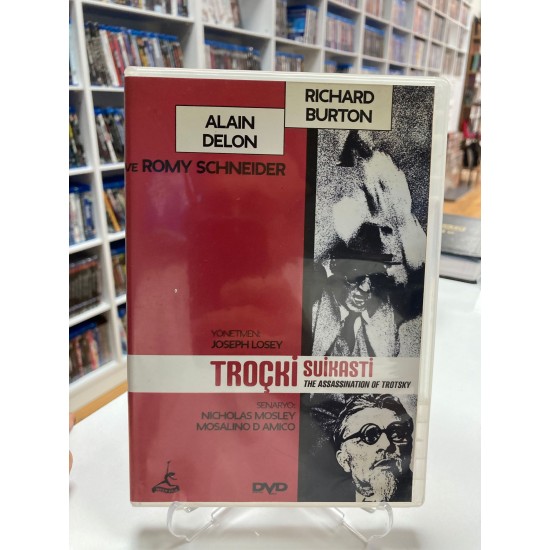 RICHARD
BURTON
ALAIN
DELON
VE ROMY SCHNEIDER
YÖNETMEN:
JOSEPH LOSEY
TROÇKİ SUİKASTİ
THE ASSASSINATION OF TROTSKY
SENARYO:
NICHOLAS MOSLEY
MOSALINO D AMICO
DVD